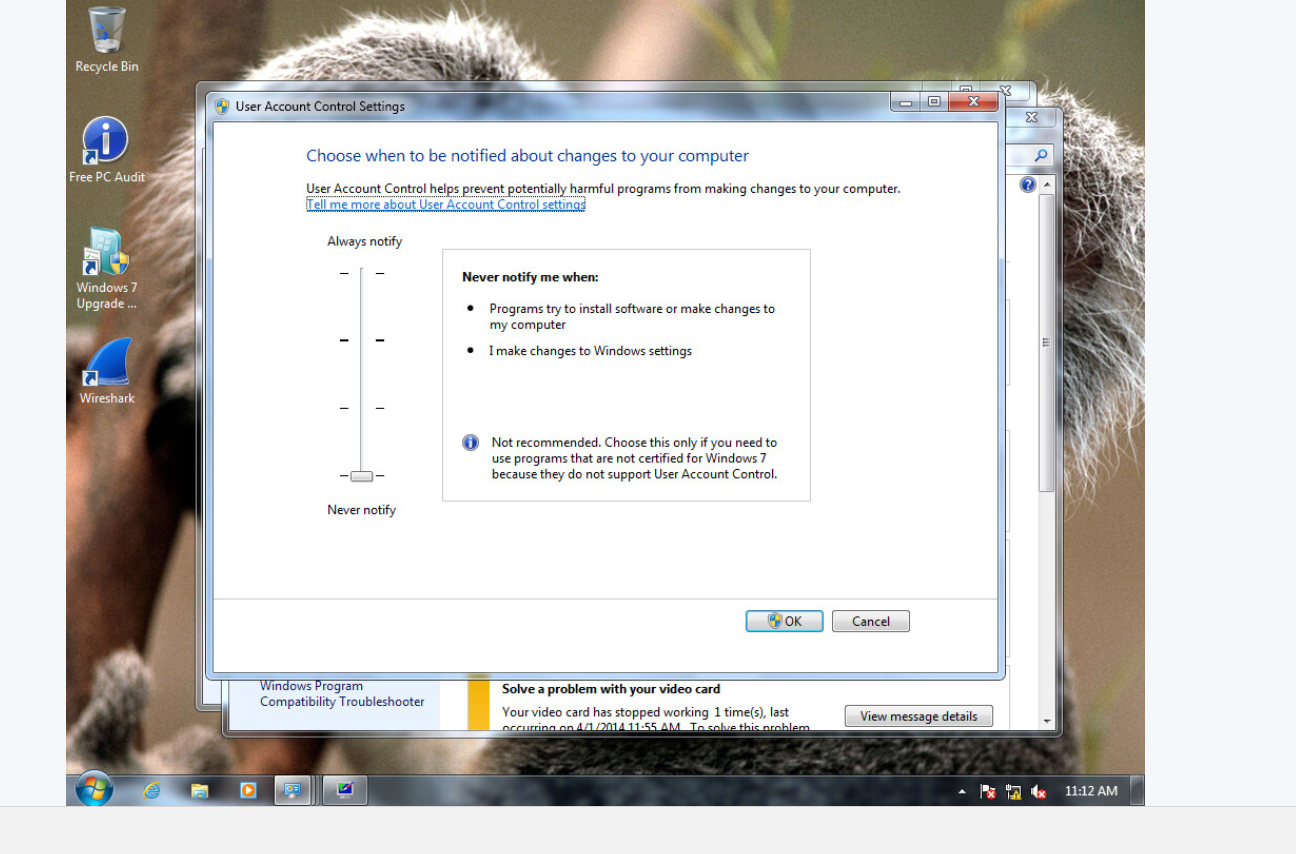 Recycle Bin
Free PC Audit
Windows 7
Upgrade ...
Wireshark
User Account Control Settings
Choose when to be notified about changes to your computer
User Account Control helps prevent potentially harmful programs from making changes to your computer.
Tell me more about User Account Control settings
Always notify
Never notify me when:
Programs try to install software or make changes to
my computer
I make changes to Windows settings
Not recommended. Choose this only if you need to
use programs that are not certified for Windows 7
because they do not support User Account Control.
Never notify
OK
Cancel
Windows Program
Compatibility Troubleshooter
Solve a problem with your video card
Your video card has stopped working 1 time(s), last
occurring on 4/1/2014 11:55 AM. To solve this problem
View message details
11:12 AM